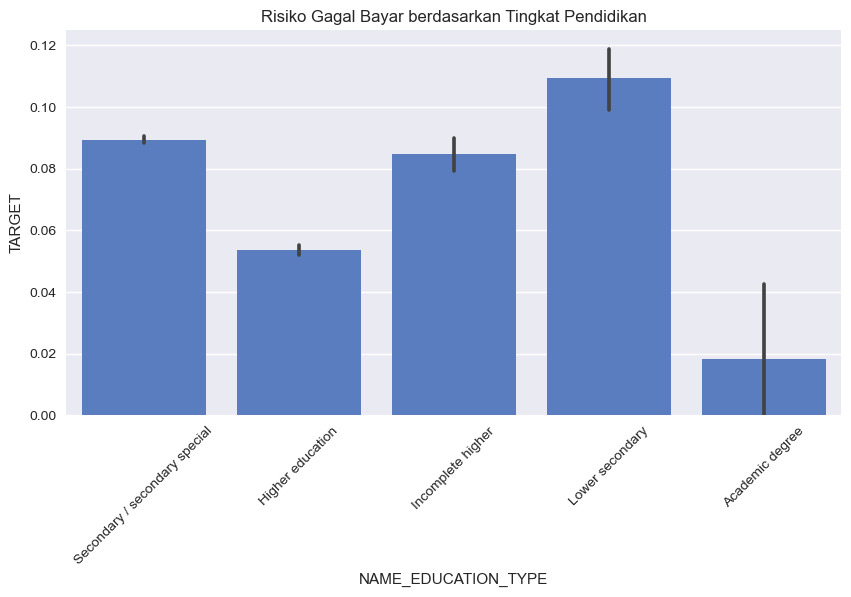 Risiko Gagal Bayar berdasarkan Tingkat Pendidikan
TARGET
0.12
0.10
0.08
0.06
0.04
0.02
0.00
Secondary / secondary special
Higher education
Incomplete higher
Lower secondary
Academic degree
NAME_EDUCATION_TYPE